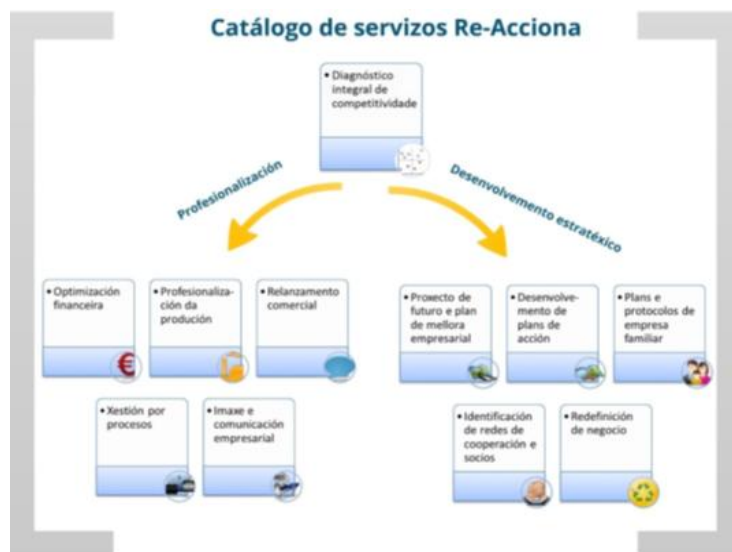 Catálogo de servizos Re-Acciona
• Diagnóstico
integral de
competitividade
Profesionalización
Desenvolvemento estratéxico
• Optimización
financeira
• Profesionaliza-
ción da
produción
• Relanzamento
comercial
• Proxecto de
futuro e plan
de mellora
empresarial
• Desenvolve-
mento de
plans de
acción
• Plans e
protocolos de
empresa
familiar
• Xestión por
procesos
• Imaxe e
comunicación
empresarial
• Identificación
de redes de
cooperación e
socios
• Redefinición
de negocio